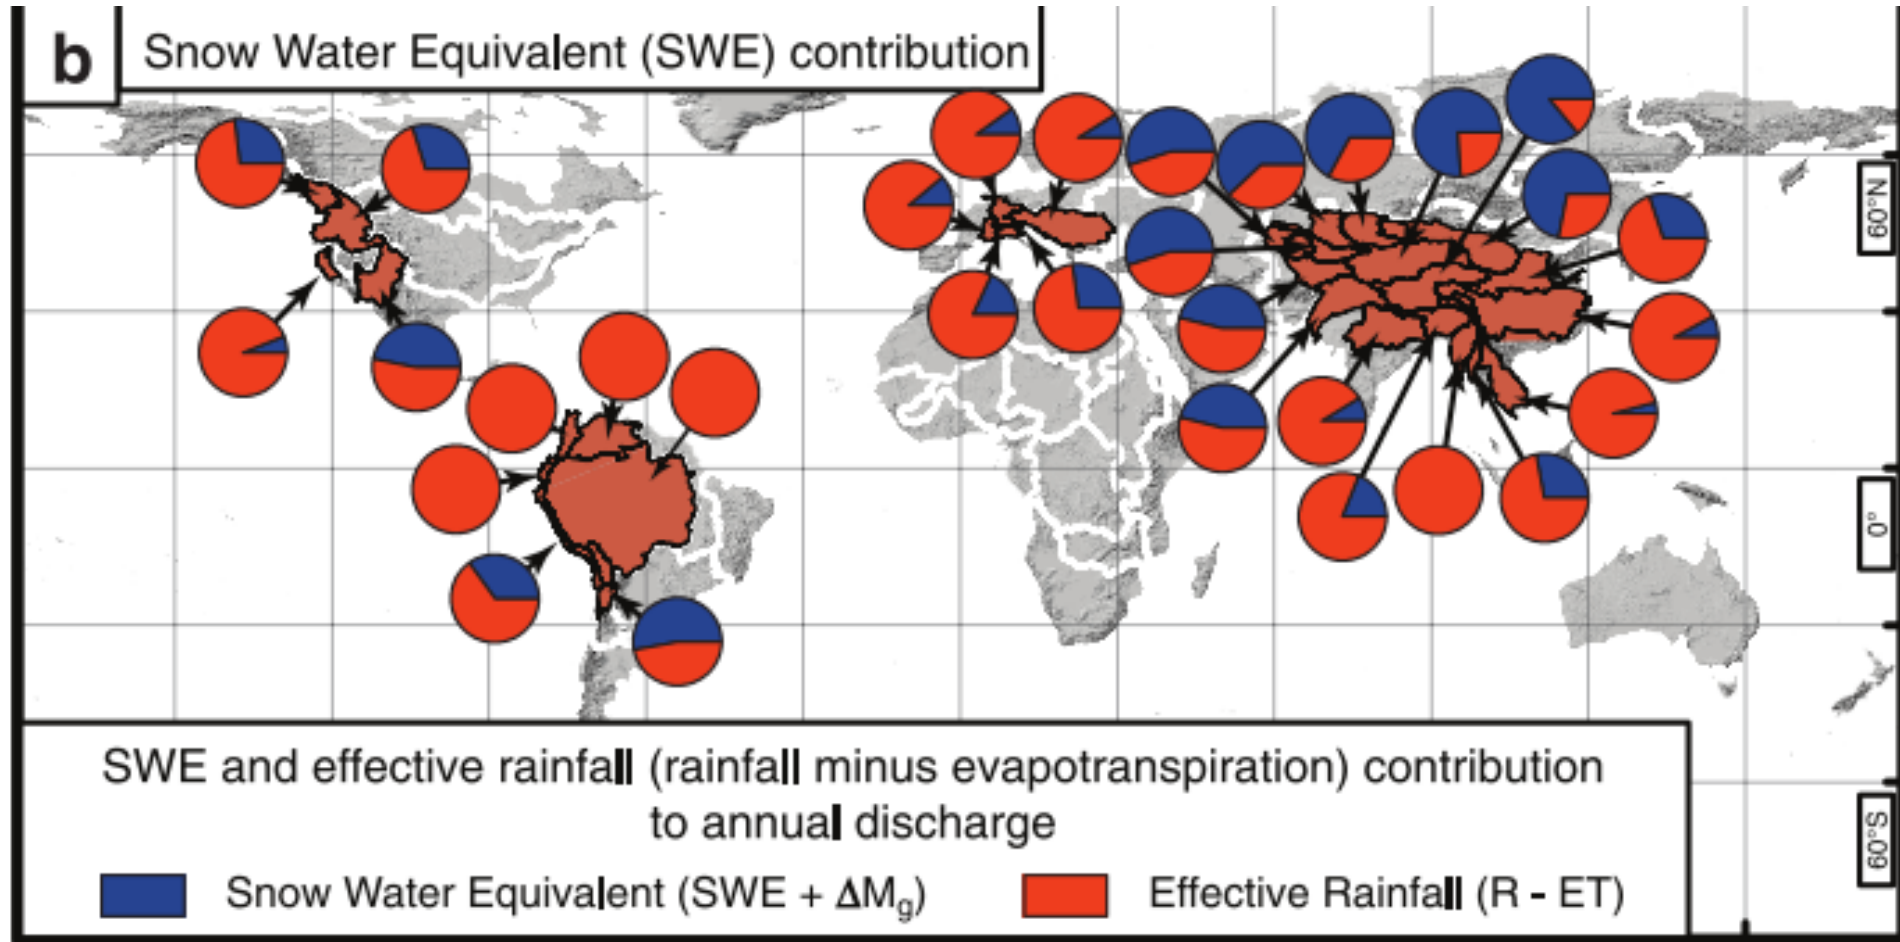 b
Snow Water Equivalent (SWE) contribution
60°N
0°
60°S
SWE and effective rainfall (rainfall minus evapotranspiration) contribution
to annual discharge
Snow Water Equivalent (SWE + ΔMg)
Effective Rainfall (R - ET)